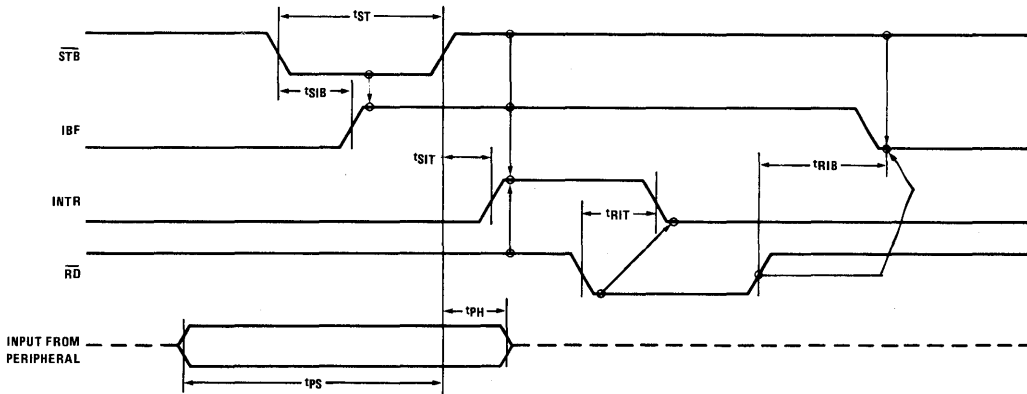 tST
STB
tSIB
IBF
tSIT
tRIB
INTR
tRIT
RD
tPH
INPUT FROM
PERIPHERAL
tPS